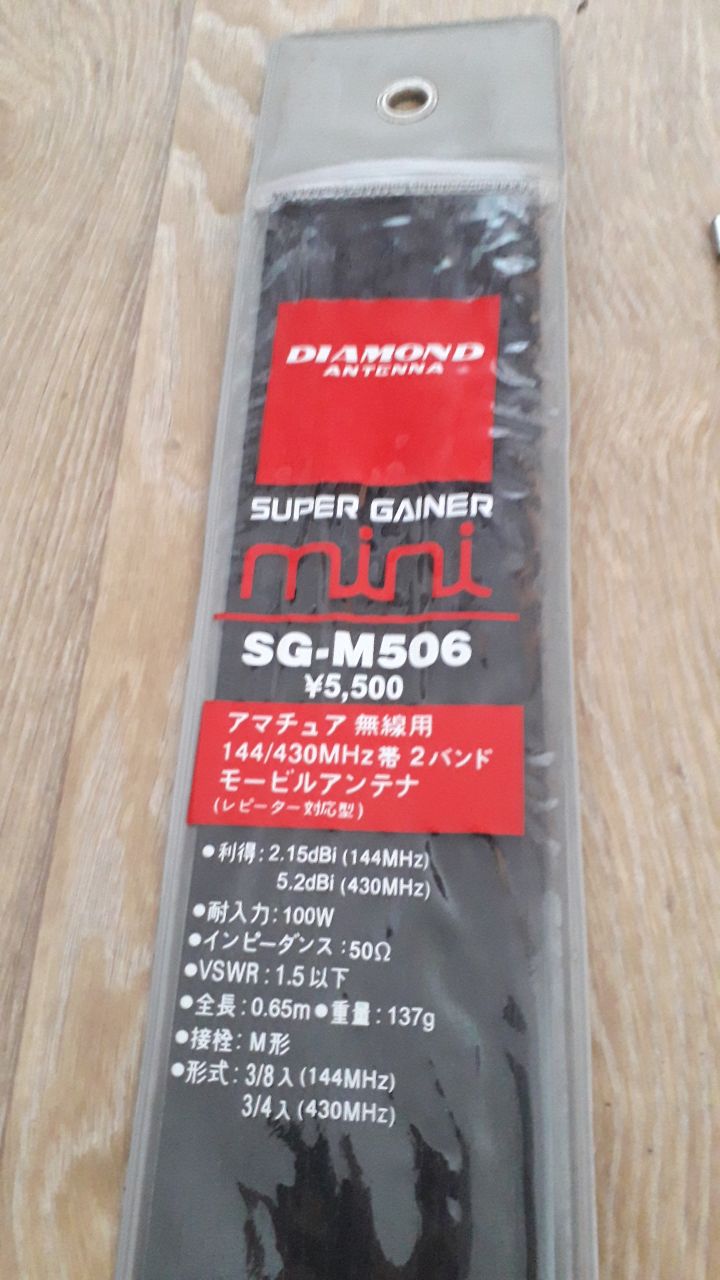 DIAMOND
ANTENNA
SUPER GAINER
mini
SG-M506
¥5,500
アマチュア 無線用
144/430MHz帯 2バンド
モービルアンテナ
(レピーター対応型)
●利得:2.15dBi (144MHz)
5.2dBi (430MHz)
●耐入力:100W
●インピーダンス:50Ω
●VSWR:1.5以下
●全長:0.65m●重量:137g
●接栓:M形
●形式:3/8λ(144MHz)
3/4λ(430MHz)